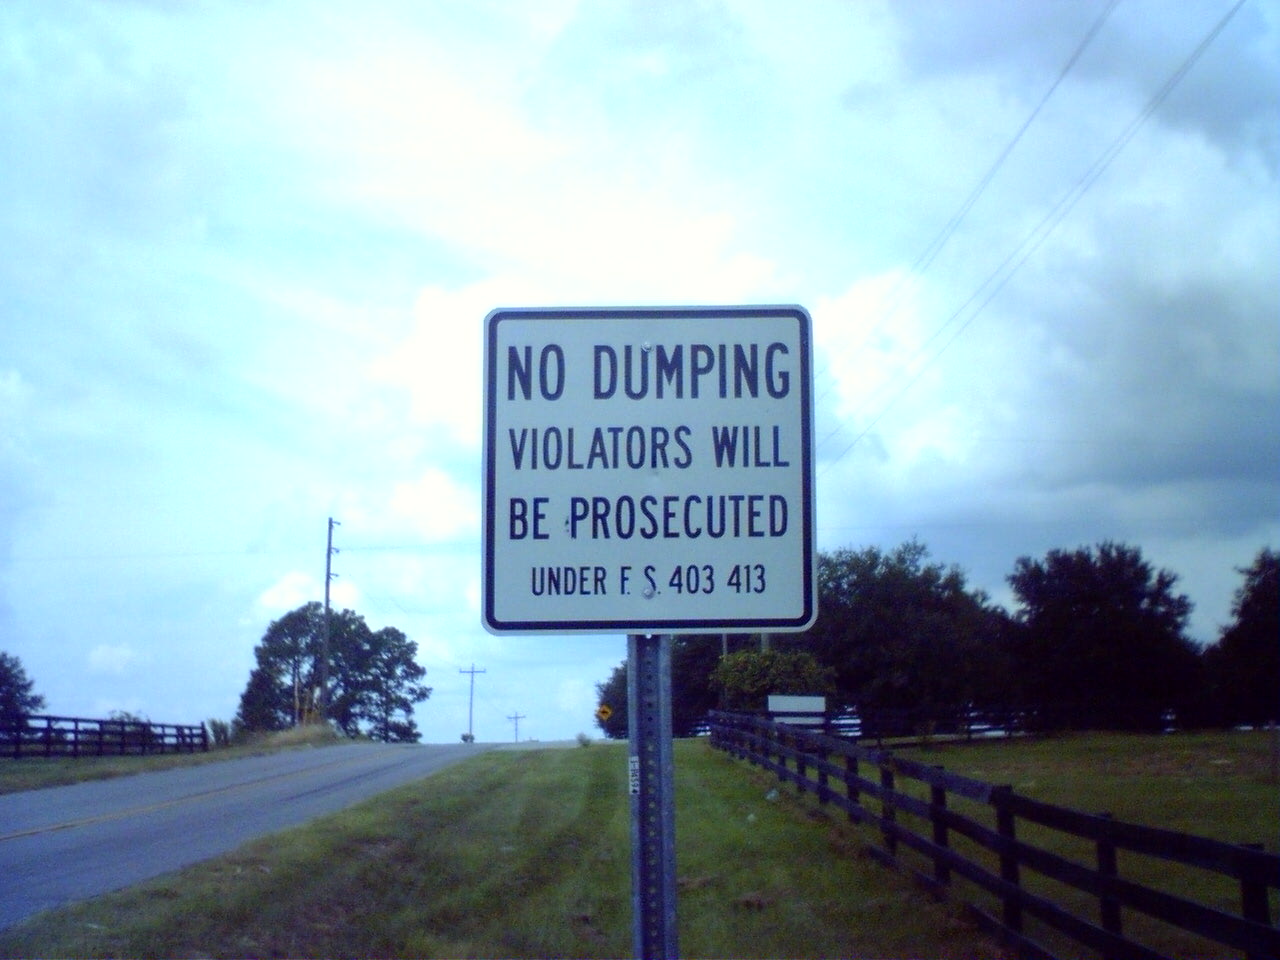 NO DUMPING
VIOLATORS WILL
BE PROSECUTED
UNDER F. S. 403 413